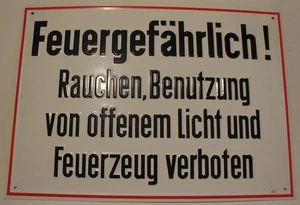 Feuergefährlich!
Rauchen, Benutzung
von offenem Licht und
Feuerzeug verboten